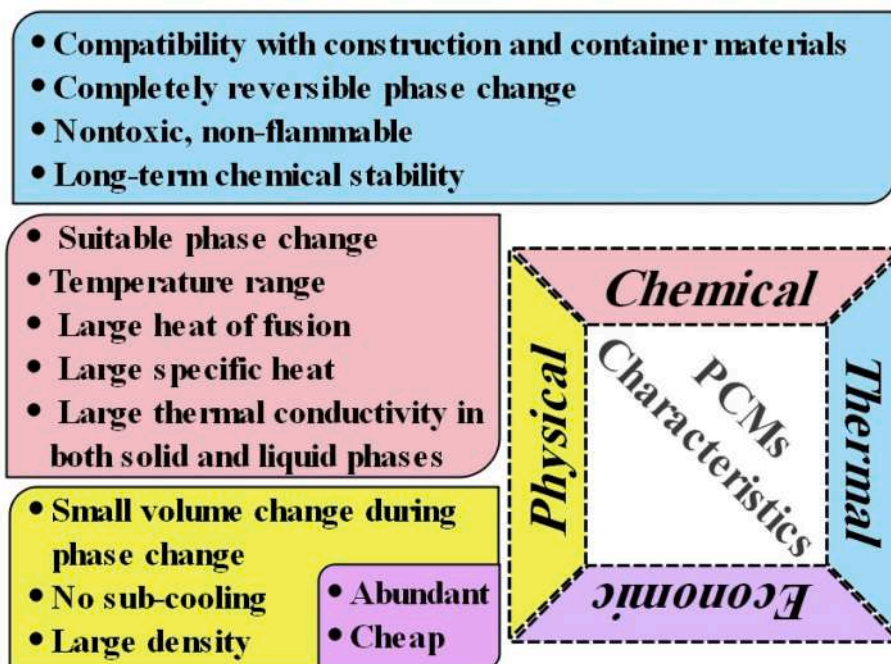 • Compatibility with construction and container materials
• Completely reversible phase change
• Nontoxic, non-flammable
• Long-term chemical stability
• Suitable phase change
• Temperature range
• Large heat of fusion
• Large specific heat
• Large thermal conductivity in
both solid and liquid phases
• Small volume change during
phase change
• No sub-cooling
• Large density
• Abundant
• Cheap
Chemical
Physical
PCMs
Characteristics
Thermal
Economic